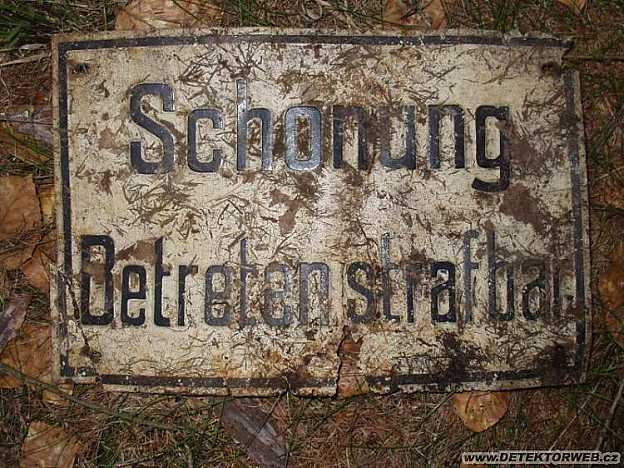 Schonung
Betreten strafbar
www.DETEKTORWEB.cz